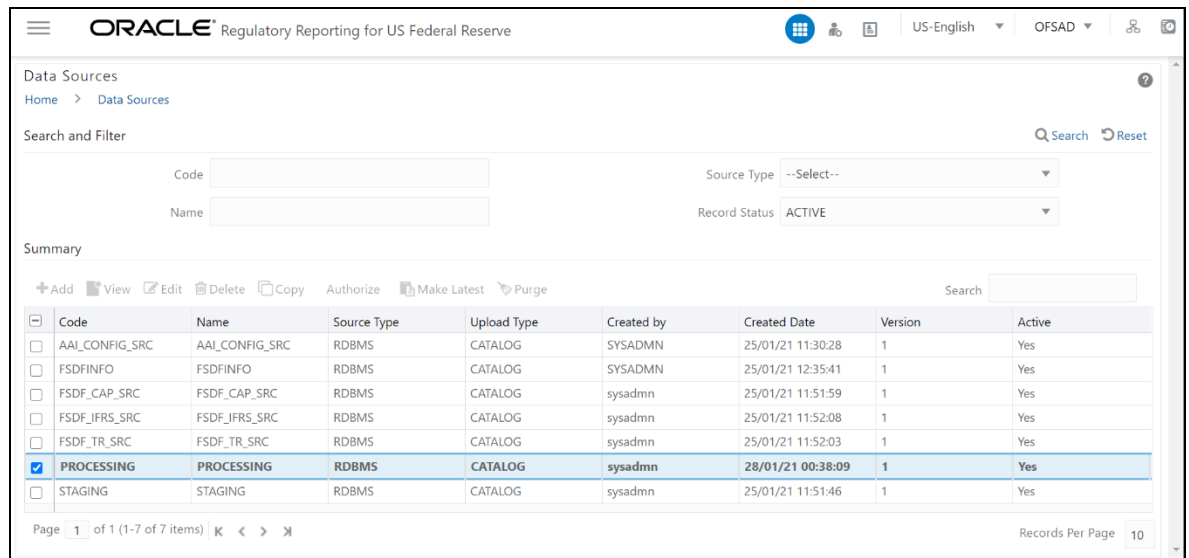 ORACLE® Regulatory Reporting for US Federal Reserve US-English OFSAD
Data Sources
Home > Data Sources
Search and Filter Search Reset
Code Source Type --Select--
Name Record Status ACTIVE
Summary
Add View Edit Delete Copy Authorize Make Latest Purge Search
Code Name Source Type Upload Type Created by Created Date Version Active
AAI_CONFIG_SRC AAI_CONFIG_SRC RDBMS CATALOG SYSADMN 25/01/21 11:30:28 1 Yes
FSDFINFO FSDFINFO RDBMS CATALOG SYSADMN 25/01/21 12:35:41 1 Yes
FSDF_CAP_SRC FSDF_CAP_SRC RDBMS CATALOG sysadmn 25/01/21 11:51:59 1 Yes
FSDF_IFRS_SRC FSDF_IFRS_SRC RDBMS CATALOG sysadmn 25/01/21 11:52:08 1 Yes
FSDF_TR_SRC FSDF_TR_SRC RDBMS CATALOG sysadmn 25/01/21 11:52:03 1 Yes
PROCESSING PROCESSING RDBMS CATALOG sysadmn 28/01/21 00:38:09 1 Yes
STAGING STAGING RDBMS CATALOG sysadmn 25/01/21 11:51:46 1 Yes
Page 1 of 1 (1-7 of 7 items) Records Per Page 10